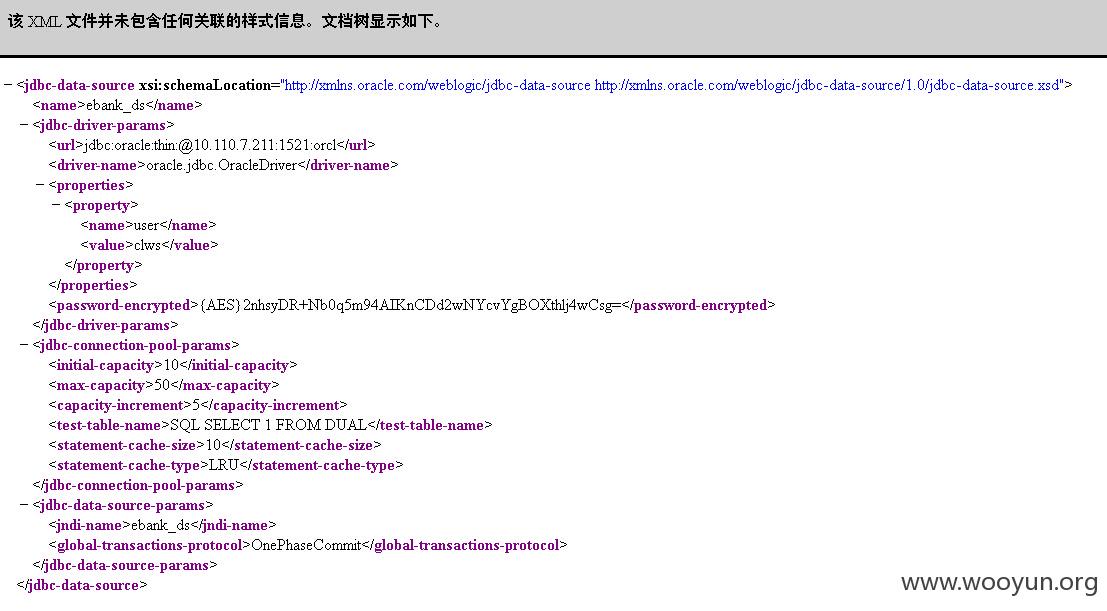 该 XML 文件并未包含任何关联的样式信息。文档树显示如下。
− <jdbc-data-source xsi:schemaLocation="http://xmlns.oracle.com/weblogic/jdbc-data-source http://xmlns.oracle.com/weblogic/jdbc-data-source/1.0/jdbc-data-source.xsd">
<name>ebank_ds</name>
− <jdbc-driver-params>
<url>jdbc:oracle:thin:@10.110.7.211:1521:orcl</url>
<driver-name>oracle.jdbc.OracleDriver</driver-name>
− <properties>
− <property>
<name>user</name>
<value>clws</value>
</property>
</properties>
<password-encrypted>{AES}2nhsyDR+Nb0q5m94AIKnCDd2wNYcvYgBOXthlj4wCsg=</password-encrypted>
</jdbc-driver-params>
− <jdbc-connection-pool-params>
<initial-capacity>10</initial-capacity>
<max-capacity>50</max-capacity>
<capacity-increment>5</capacity-increment>
<test-table-name>SQL SELECT 1 FROM DUAL</test-table-name>
<statement-cache-size>10</statement-cache-size>
<statement-cache-type>LRU</statement-cache-type>
</jdbc-connection-pool-params>
− <jdbc-data-source-params>
<jndi-name>ebank_ds</jndi-name>
<global-transactions-protocol>OnePhaseCommit</global-transactions-protocol>
</jdbc-data-source-params>
</jdbc-data-source>
www.wooyun.org